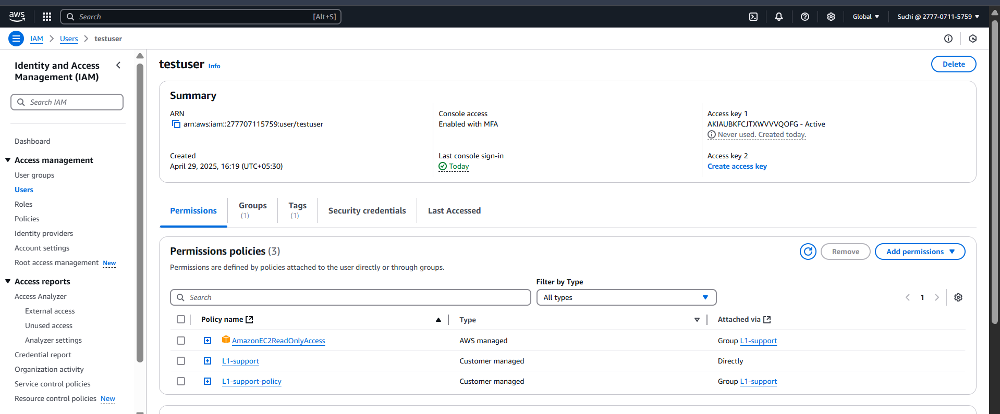 aws
Search [Alt+S]
Global
Suchi @ 2777-0711-5759
IAM > Users > testuser
Identity and Access
Management (IAM)
Search IAM
Dashboard
Access management
User groups
Users
Roles
Policies
Identity providers
Account settings
Root access management New
Access reports
Access Analyzer
External access
Unused access
Analyzer settings
Credential report
Organization activity
Service control policies
Resource control policies New
testuser Info
Delete
Summary
ARN
arn:aws:iam::277707115759:user/testuser
Created
April 29, 2025, 16:19 (UTC+05:30)
Console access
Enabled with MFA
Last console sign-in
Today
Access key 1
AKIAUBKFCJTXWVVVQOFG - Active
Never used. Created today.
Access key 2
Create access key
Permissions
Groups
(1)
Tags
(1)
Security credentials
Last Accessed
Permissions policies (3)
Remove
Add permissions
Permissions are defined by policies attached to the user directly or through groups.
Filter by Type
Search
All types
1
Policy name Type Attached via
AmazonEC2ReadOnlyAccess AWS managed Group L1-support
L1-support Customer managed Directly
L1-support-policy Customer managed Group L1-support